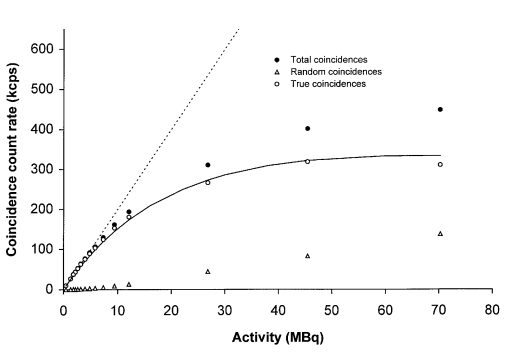 Coincidence count rate (kcps)
600
500
400
300
200
100
0
Total coincidences
Random coincidences
True coincidences
0 10 20 30 40 50 60 70 80
Activity (MBq)